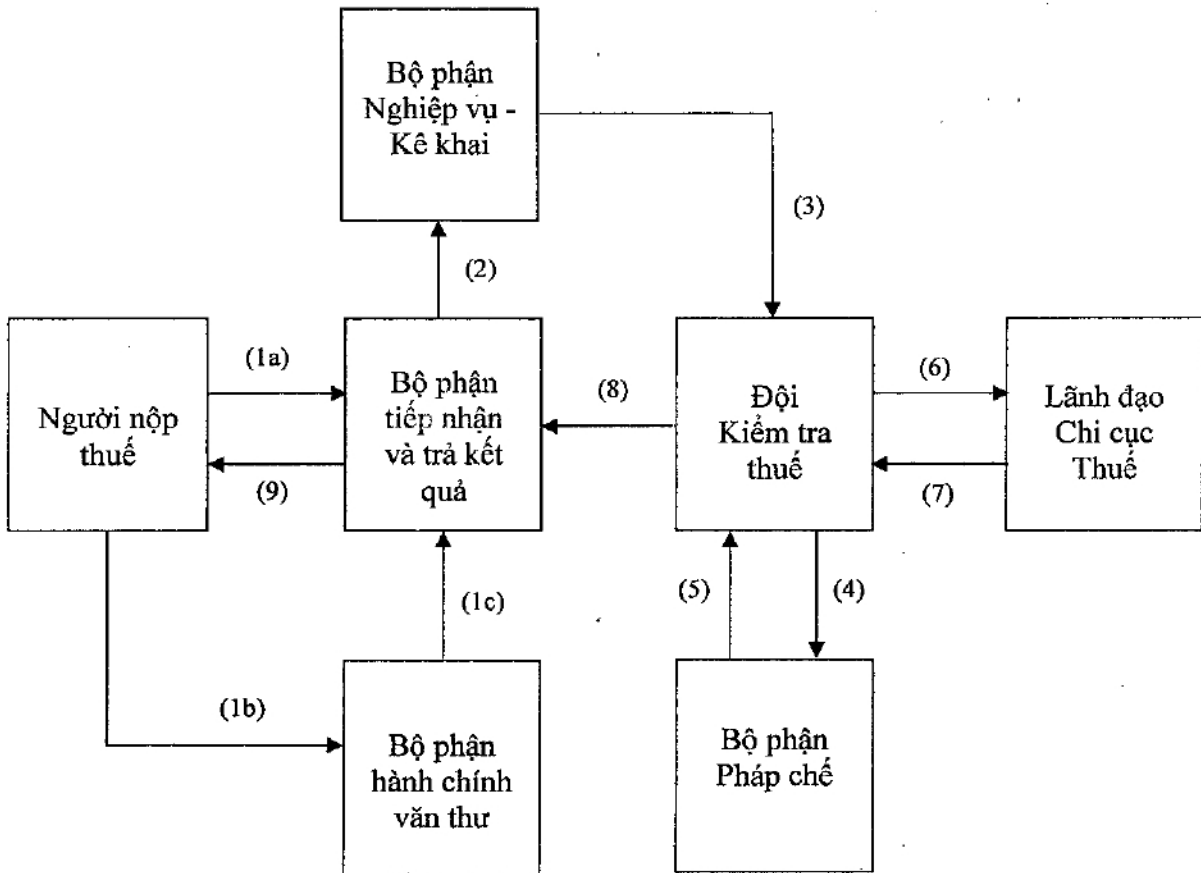 Bộ phận
Nghiệp vụ -
Kê khai
(3)
(2)
Người nộp
thuế
(1a)
(9)
Bộ phận
tiếp nhận
và trả kết
quả
(8)
Đội
Kiểm tra
thuế
(6)
(7)
Lãnh đạo
Chi cục
Thuế
(1c)
(5)
(4)
(1b)
Bộ phận
hành chính
văn thư
Bộ phận
Pháp chế